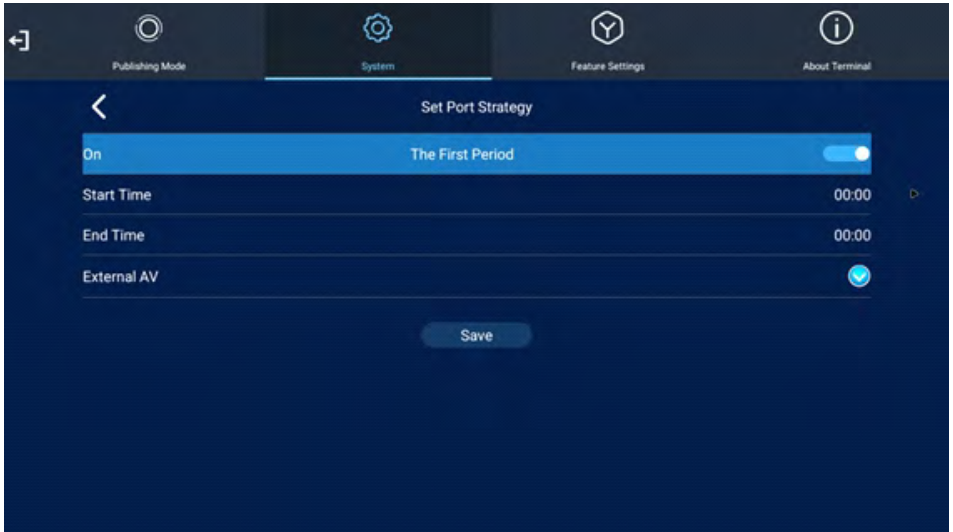 Publishing Mode
System
Feature Settings
About Terminal
Set Port Strategy
On The First Period
Start Time 00:00
End Time 00:00
External AV
Save